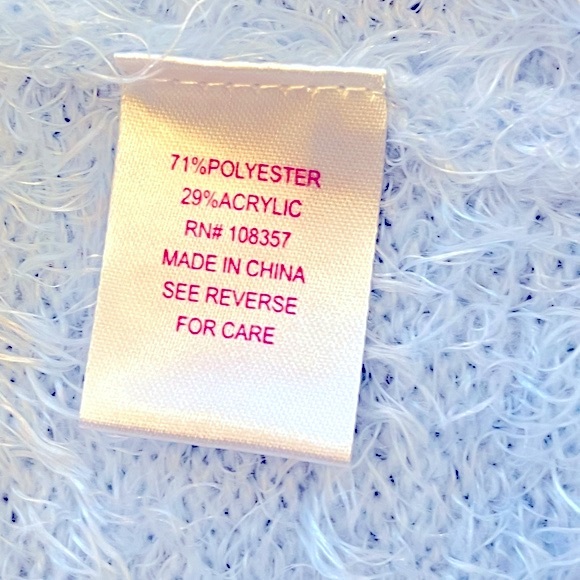 71%POLYESTER
29%ACRYLIC
RN# 108357
MADE IN CHINA
SEE REVERSE
FOR CARE